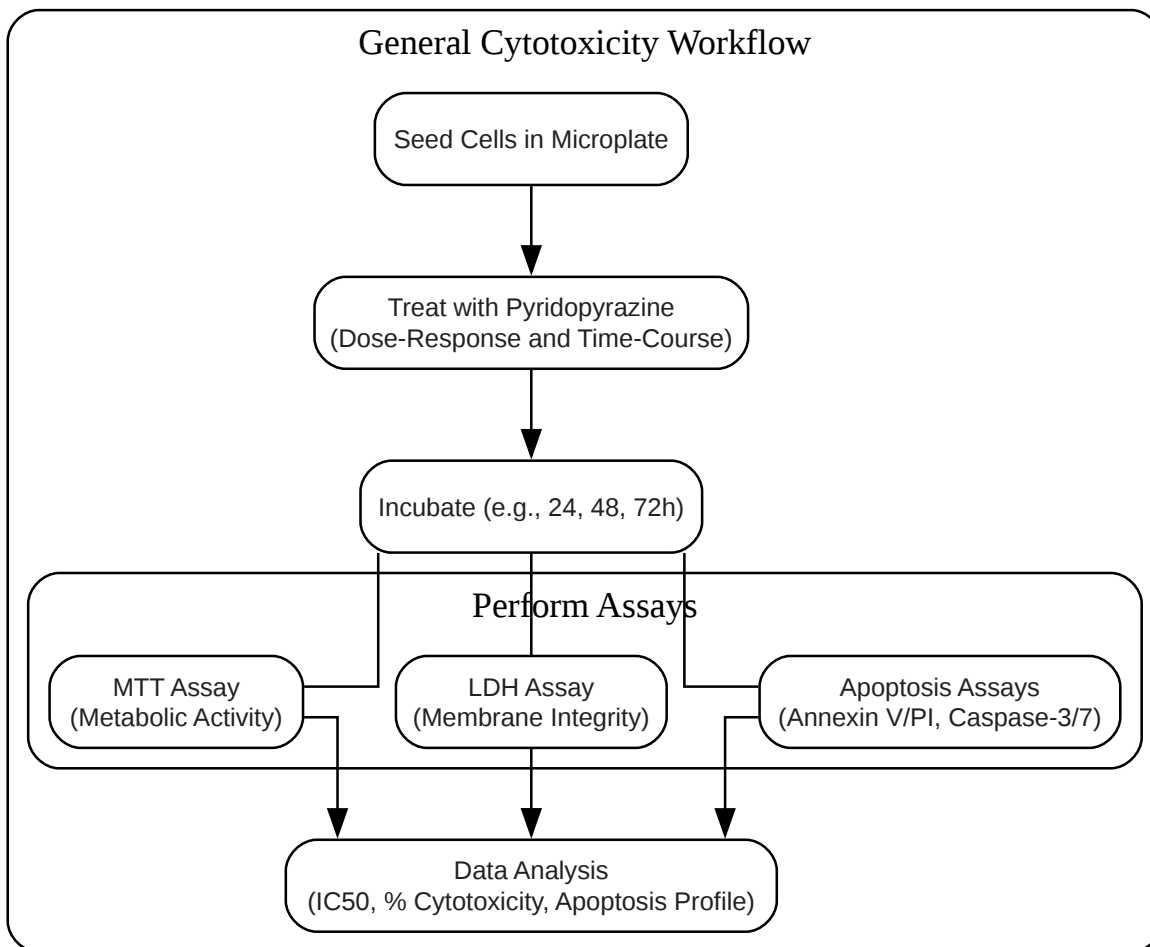 General Cytotoxicity Workflow
Seed Cells in Microplate
Treat with Pyridopyrazine
(Dose-Response and Time-Course)
Incubate (e.g., 24, 48, 72h)
Perform Assays
MTT Assay
(Metabolic Activity)
LDH Assay
(Membrane Integrity)
Apoptosis Assays
(Annexin V/PI, Caspase-3/7)
Data Analysis
(IC50, % Cytotoxicity, Apoptosis Profile)